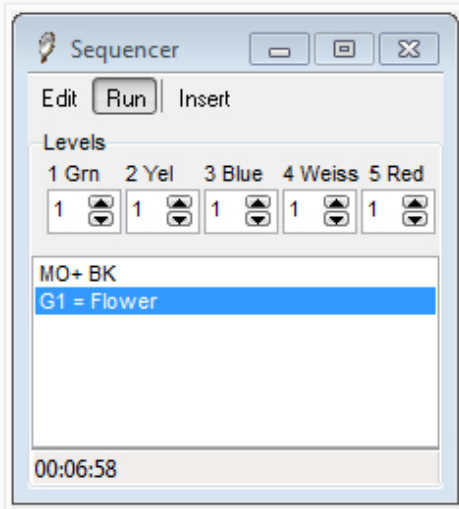 Sequencer
Edit Run Insert
Levels
1 Grn 2 Yel 3 Blue 4 Weiss 5 Red
1 1 1 1 1
MO+ BK
G1 = Flower
00:06:58